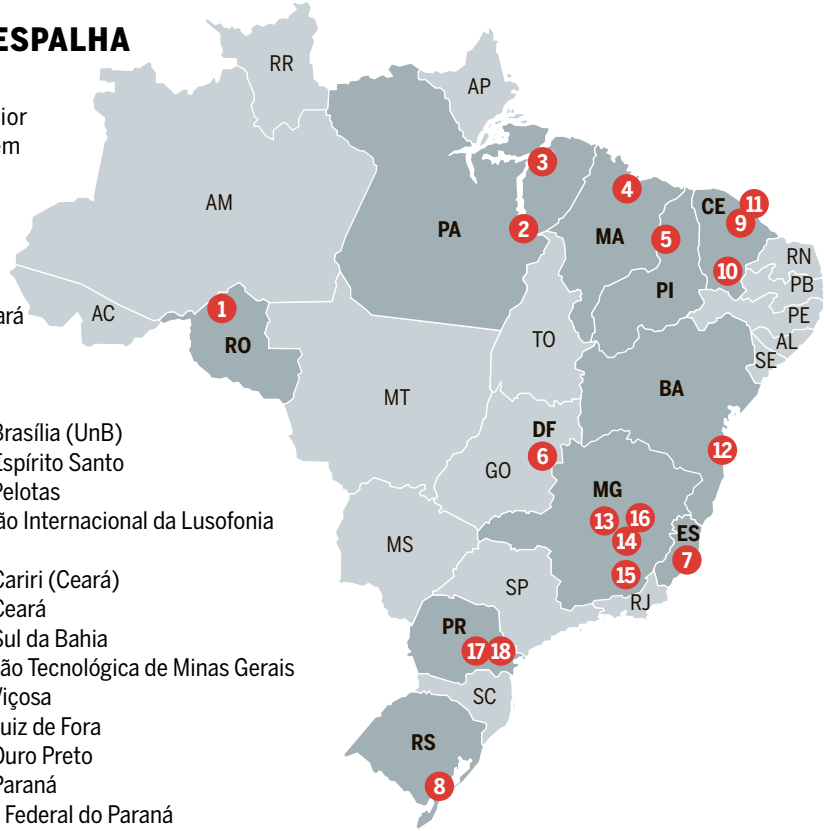 ESPALHA
ior
em
ará
Brasília (UnB)
Espírito Santo
Pelotas
ão Internacional da Lusofonia
Cariri (Ceará)
Ceará
Sul da Bahia
ão Tecnológica de Minas Gerais
Viçosa
uiz de Fora
Ouro Preto
Paraná
Federal do Paraná
RR
AP
AM
PA
3
2
4
MA
5
PI
CE
11
9
10
RN
PB
PE
AL
SE
AC
1
RO
TO
MT
BA
DF
6
GO
12
MG
13
16
14
15
ES
7
MS
SP
RJ
PR
17
18
SC
RS
8